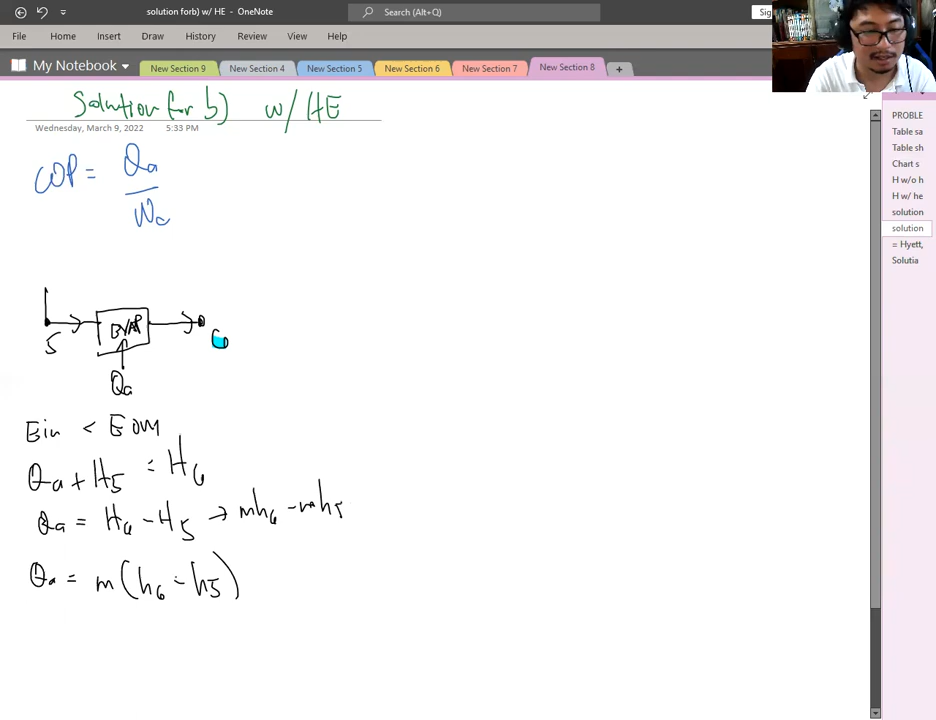 solution forb) w/ HE - OneNote
Search (Alt+Q)
File Home Insert Draw History Review View Help
My Notebook
New Section 9 New Section 4 New Section 5 New Section 6 New Section 7 New Section 8 +
Solution for b) w/ HE
Wednesday, March 9, 2022 5:33 PM
COP = Qa
Wc
EVAP
5
6
Qa
Ein < Eout
Qa + H5 = H6
Qa = H6 - H5 → mh6 - mh5
Qa = m(h6 - h5)
PROBLE
Table sa
Table sh
Chart s
H w/o h
H w/ he
solution
solution
= Hyett,
Solutia